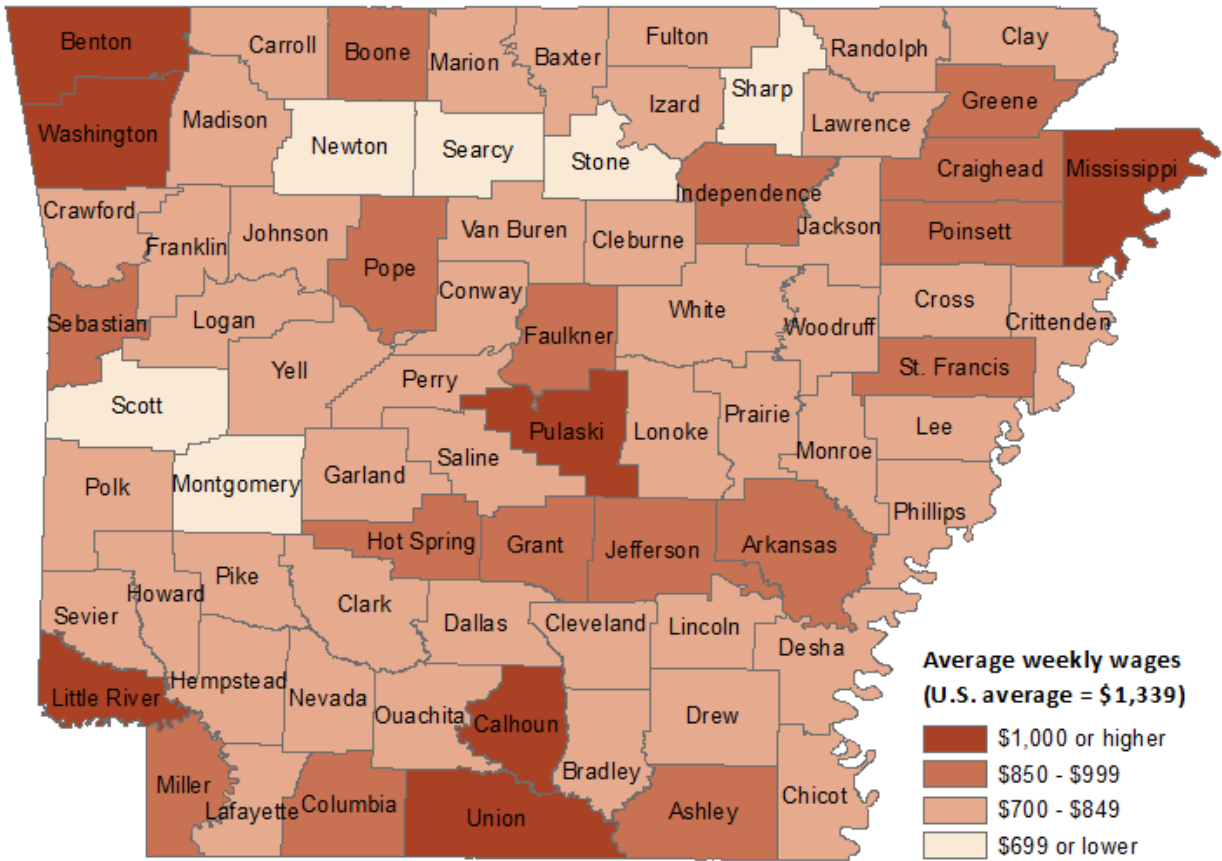 Benton
Carroll
Boone
Marion
Baxter
Fulton
Randolph
Clay
Sharp
Izard
Greene
Lawrence
Madison
Washington
Newton
Searcy
Stone
Craighead
Mississippi
Independence
Crawford
Franklin
Johnson
Van Buren
Cleburne
Jackson
Poinsett
Pope
Conway
White
Cross
Crittenden
Sebastian
Logan
Faulkner
Woodruff
Yell
Perry
St. Francis
Scott
Pulaski
Lonoke
Prairie
Lee
Monroe
Saline
Garland
Montgomery
Polk
Phillips
Hot Spring
Grant
Jefferson
Arkansas
Pike
Howard
Clark
Sevier
Dallas
Cleveland
Lincoln
Desha
Hempstead
Little River
Nevada
Ouachita
Calhoun
Drew
Bradley
Miller
Lafayette
Columbia
Union
Ashley
Chicot
Average weekly wages
(U.S. average = $1,339)
$1,000 or higher
$850 - $999
$700 - $849
$699 or lower